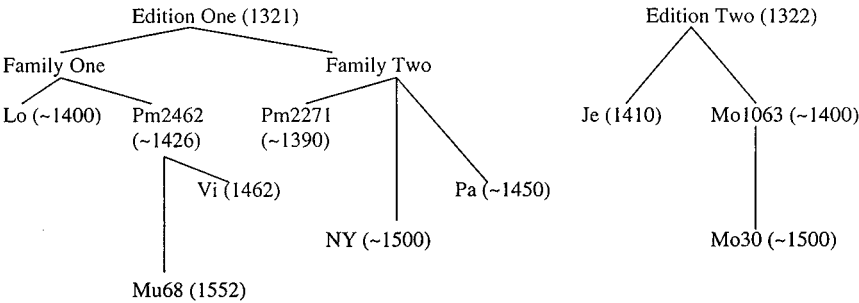 Edition One (1321) Edition Two (1322)
Family One Family Two
Lo (~1400) Pm2462 Pm2271 Je (1410) Mo1063 (~1400)
(~1426) (~1390)
Vi (1462) Pa (~1450)
NY (~1500) Mo30 (~1500)
Mu68 (1552)